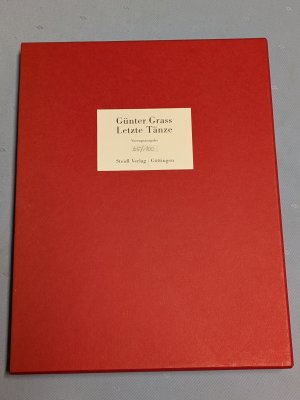 Günter Grass
Letzte Tänze
Vorzugsausgabe
Steidl Verlag · Göttingen